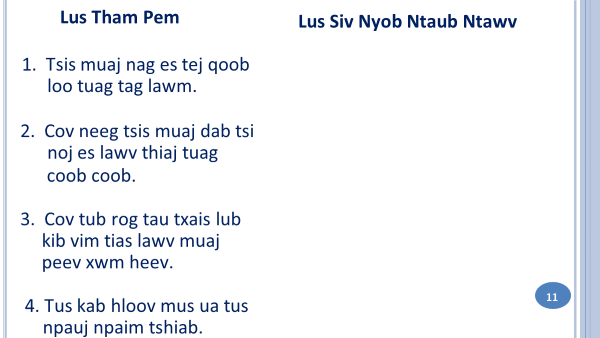 Lus Tham Pem
Lus Siv Nyob Ntaub Ntawv
1. Tsis muaj nag es tej qoob
loo tuag tag lawm.
2. Cov neeg tsis muaj dab tsi
noj es lawv thiaj tuag
coob coob.
3. Cov tub rog tau txais lub
kib vim tias lawv muaj
peev xwm heev.
4. Tus kab hloov mus ua tus
npauj npaim tshiab.
11